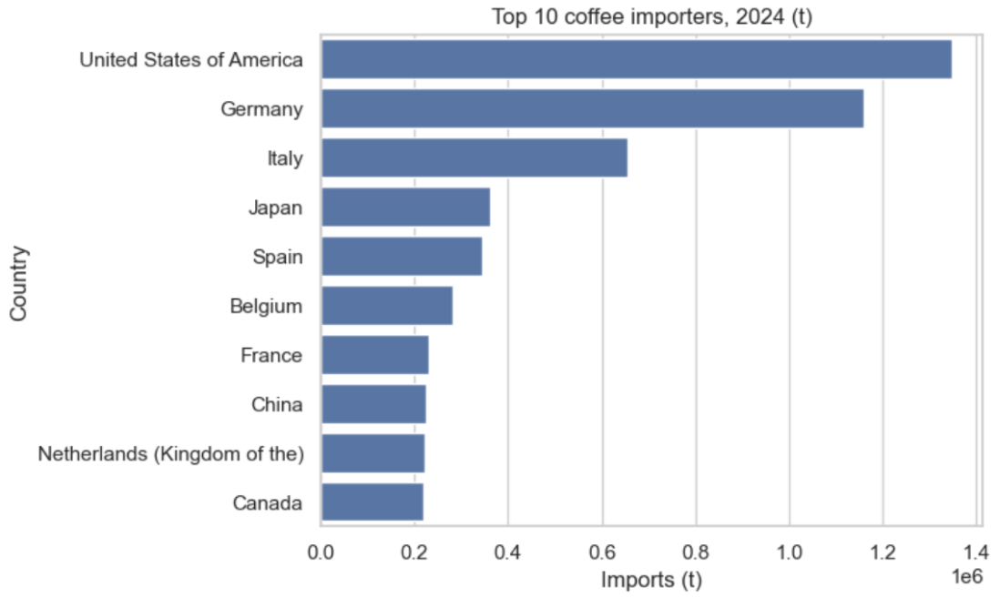 Top 10 coffee importers, 2024 (t)
Country
United States of America
Germany
Italy
Japan
Spain
Belgium
France
China
Netherlands (Kingdom of the)
Canada
0.0 0.2 0.4 0.6 0.8 1.0 1.2 1.4
1e6
Imports (t)